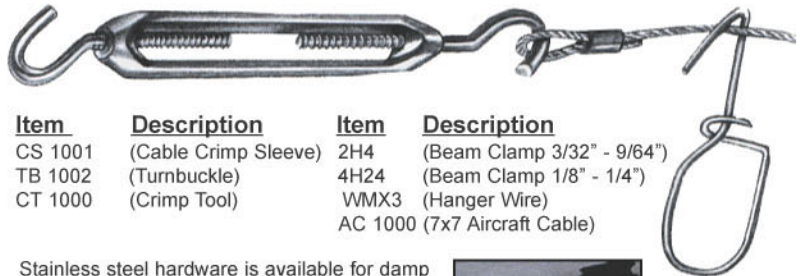 Item Description Item Description
CS 1001 (Cable Crimp Sleeve) 2H4 (Beam Clamp 3/32” - 9/64”)
TB 1002 (Turnbuckle) 4H24 (Beam Clamp 1/8” - 1/4”)
CT 1000 (Crimp Tool) WMX3 (Hanger Wire)
AC 1000 (7x7 Aircraft Cable)
Stainless steel hardware is available for damp